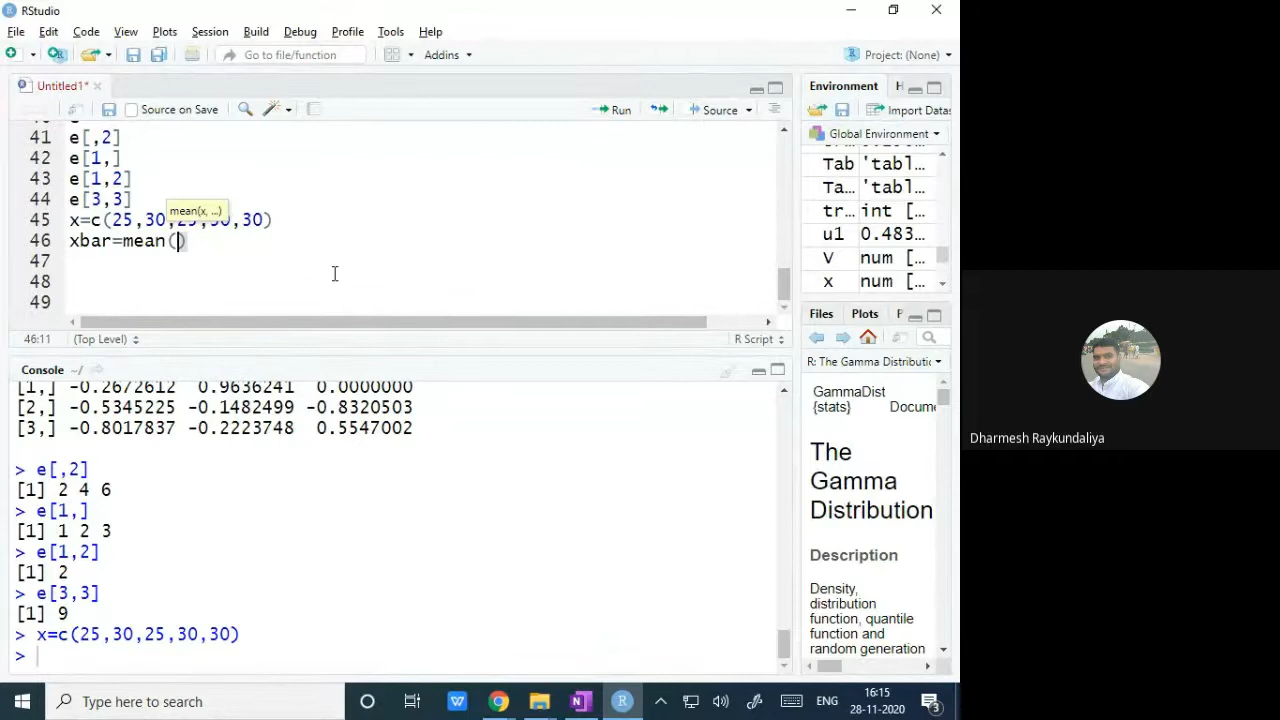 RStudio
File Edit Code View Plots Session Build Debug Profile Tools Help
Go to file/function Addins Project: (None)
Untitled1*
Source on Save Run Source
41 e[,2]
42 e[1,]
43 e[1,2]
44 e[3,3]
mean(x, ...)
45 x=c(25,30,25,30,30)
46 xbar=mean()
47
48
49
46:11 (Top Level) R Script
Console ~/
[1,] -0.2672612 0.9636241 0.0000000
[2,] -0.5345225 -0.1482499 -0.8320503
[3,] -0.8017837 -0.2223748 0.5547002
> e[,2]
[1] 2 4 6
> e[1,]
[1] 1 2 3
> e[1,2]
[1] 2
> e[3,3]
[1] 9
> x=c(25,30,25,30,30)
>
Environment H
Import Datas
Global Environment
Tab 'tabl…
Ta… 'tabl…
tr… int [… 
u1 0.483…
V num [… 
x num [… 
Files Plots P
R: The Gamma Distributic
GammaDist
{stats} Docume
The
Gamma
Distribution
Description
Density,
distribution
function, quantile
function and
random generation
Dharmesh Raykundaliya
Type here to search
ENG
16:15
28-11-2020
3